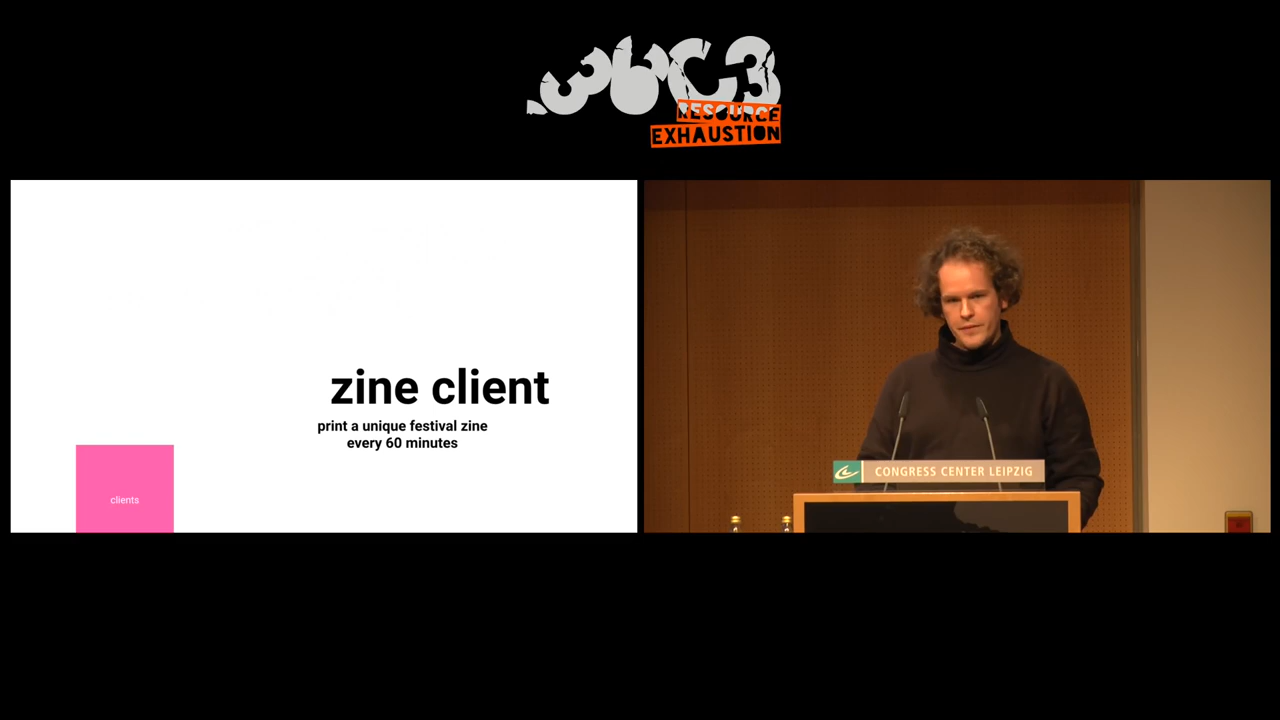 36C3
RESOURCE
EXHAUSTION
zine client
print a unique festival zine
every 60 minutes
clients
CONGRESS CENTER LEIPZIG